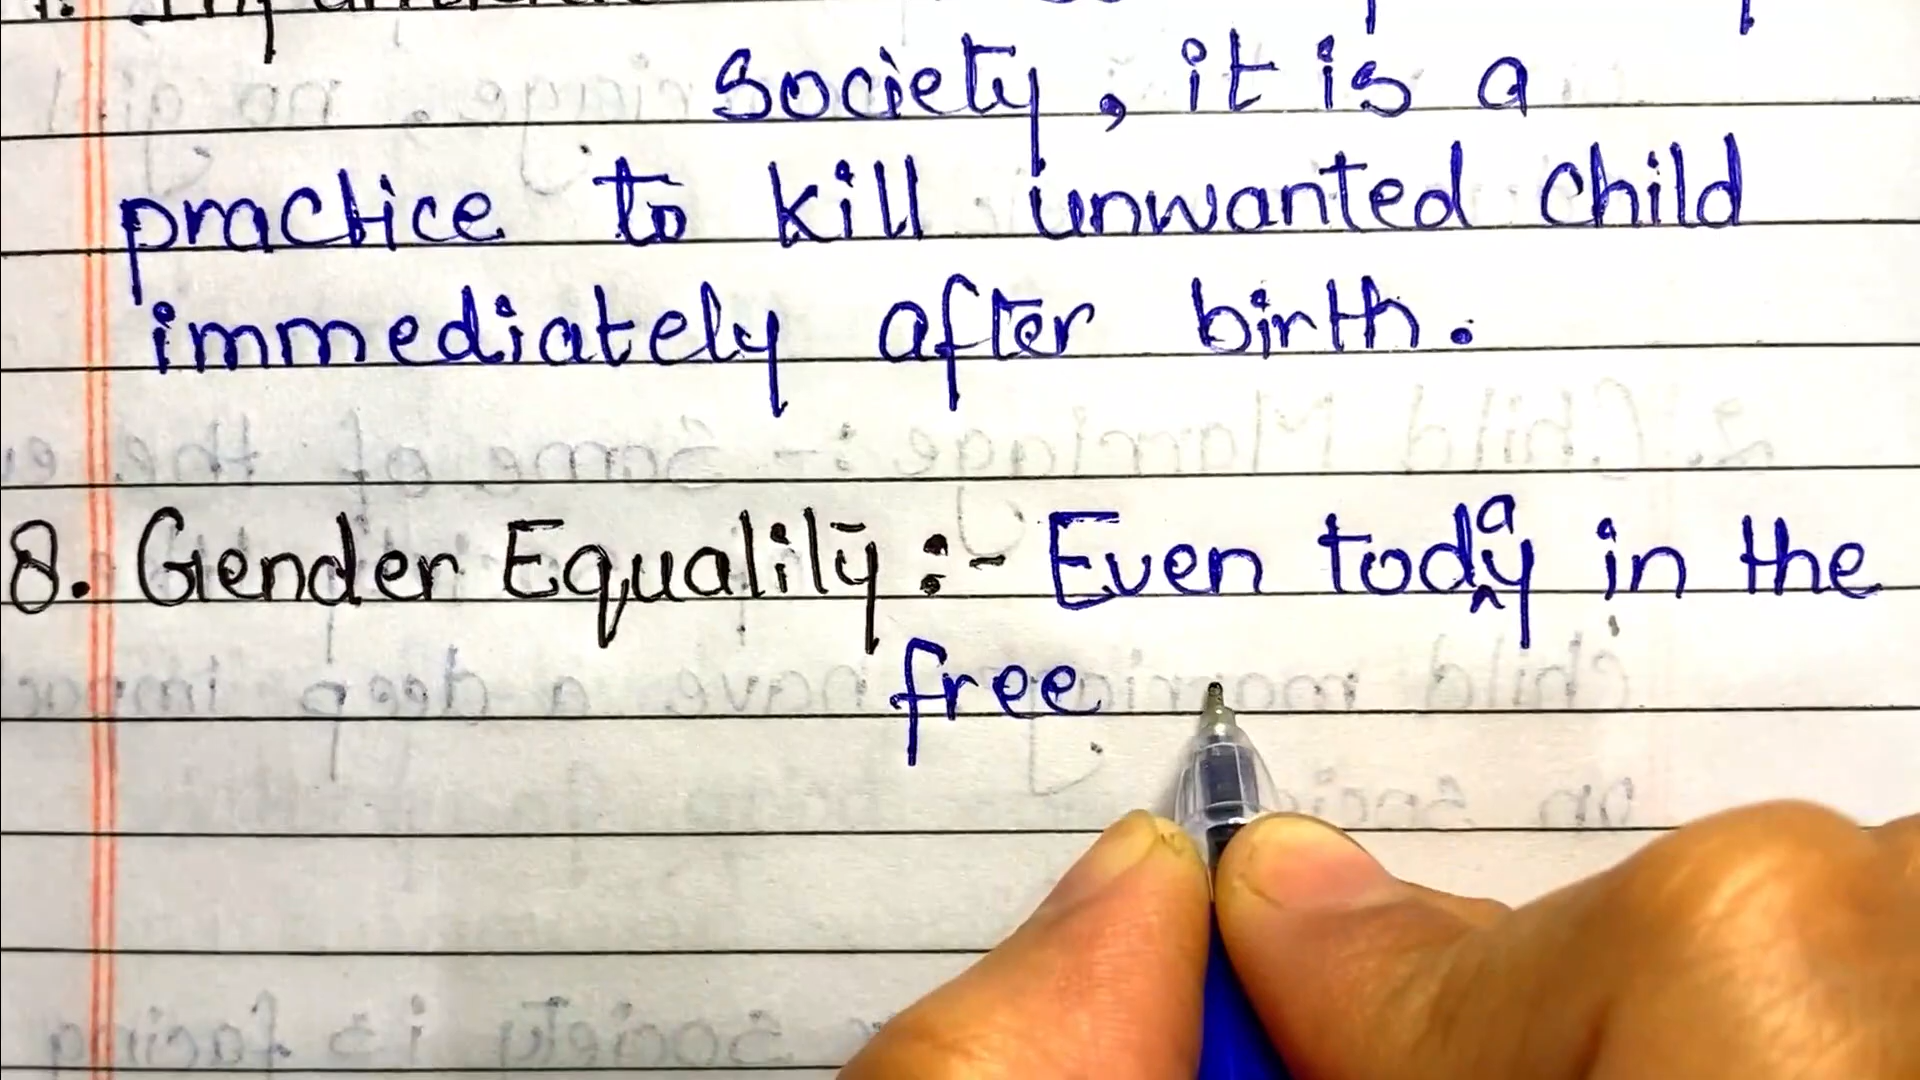 society, it is a
practice to kill unwanted child
immediately after birth.
8. Gender Equality :- Even today in the
free